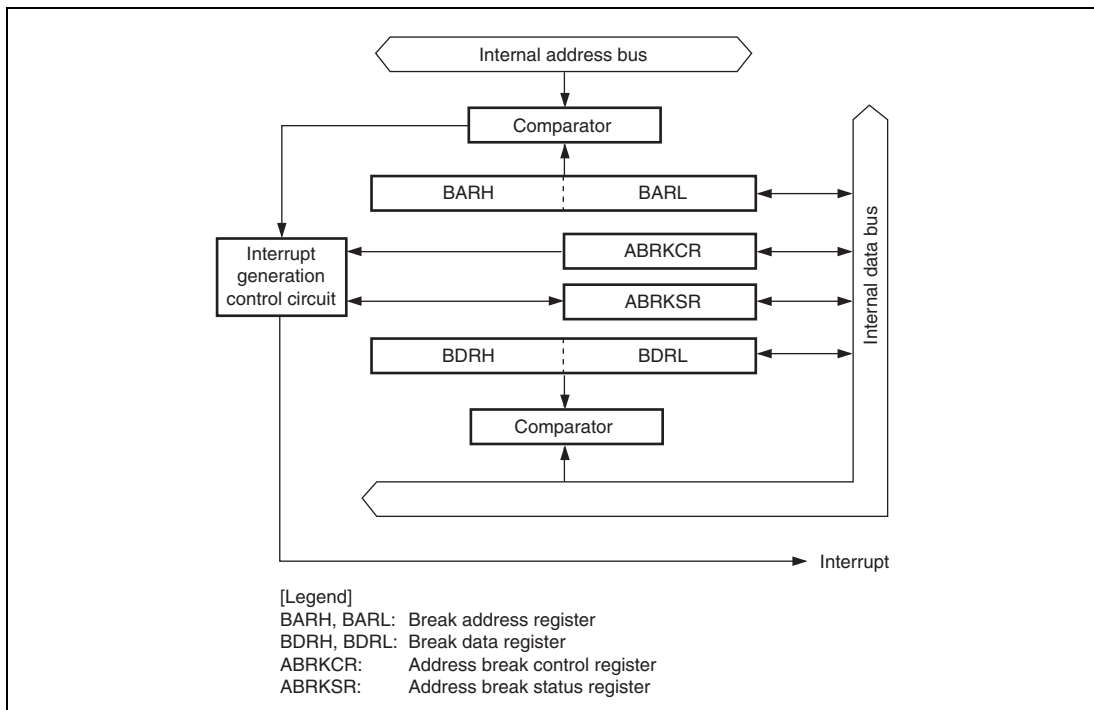 Internal address bus
Comparator
BARH BARL
Interrupt
generation
control circuit
ABRKCR
ABRKSR
Internal data bus
BDRH BDRL
Comparator
Interrupt
[Legend]
BARH, BARL: Break address register
BDRH, BDRL: Break data register
ABRKCR: Address break control register
ABRKSR: Address break status register